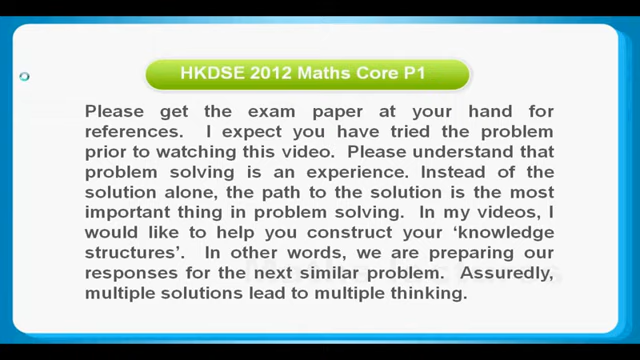 HKDSE 2012 Maths Core P1
Please get the exam paper at your hand for
references. I expect you have tried the problem
prior to watching this video. Please understand that
problem solving is an experience. Instead of the
solution alone, the path to the solution is the most
important thing in problem solving. In my videos, I
would like to help you construct your ‘knowledge
structures’. In other words, we are preparing our
responses for the next similar problem. Assuredly,
multiple solutions lead to multiple thinking.